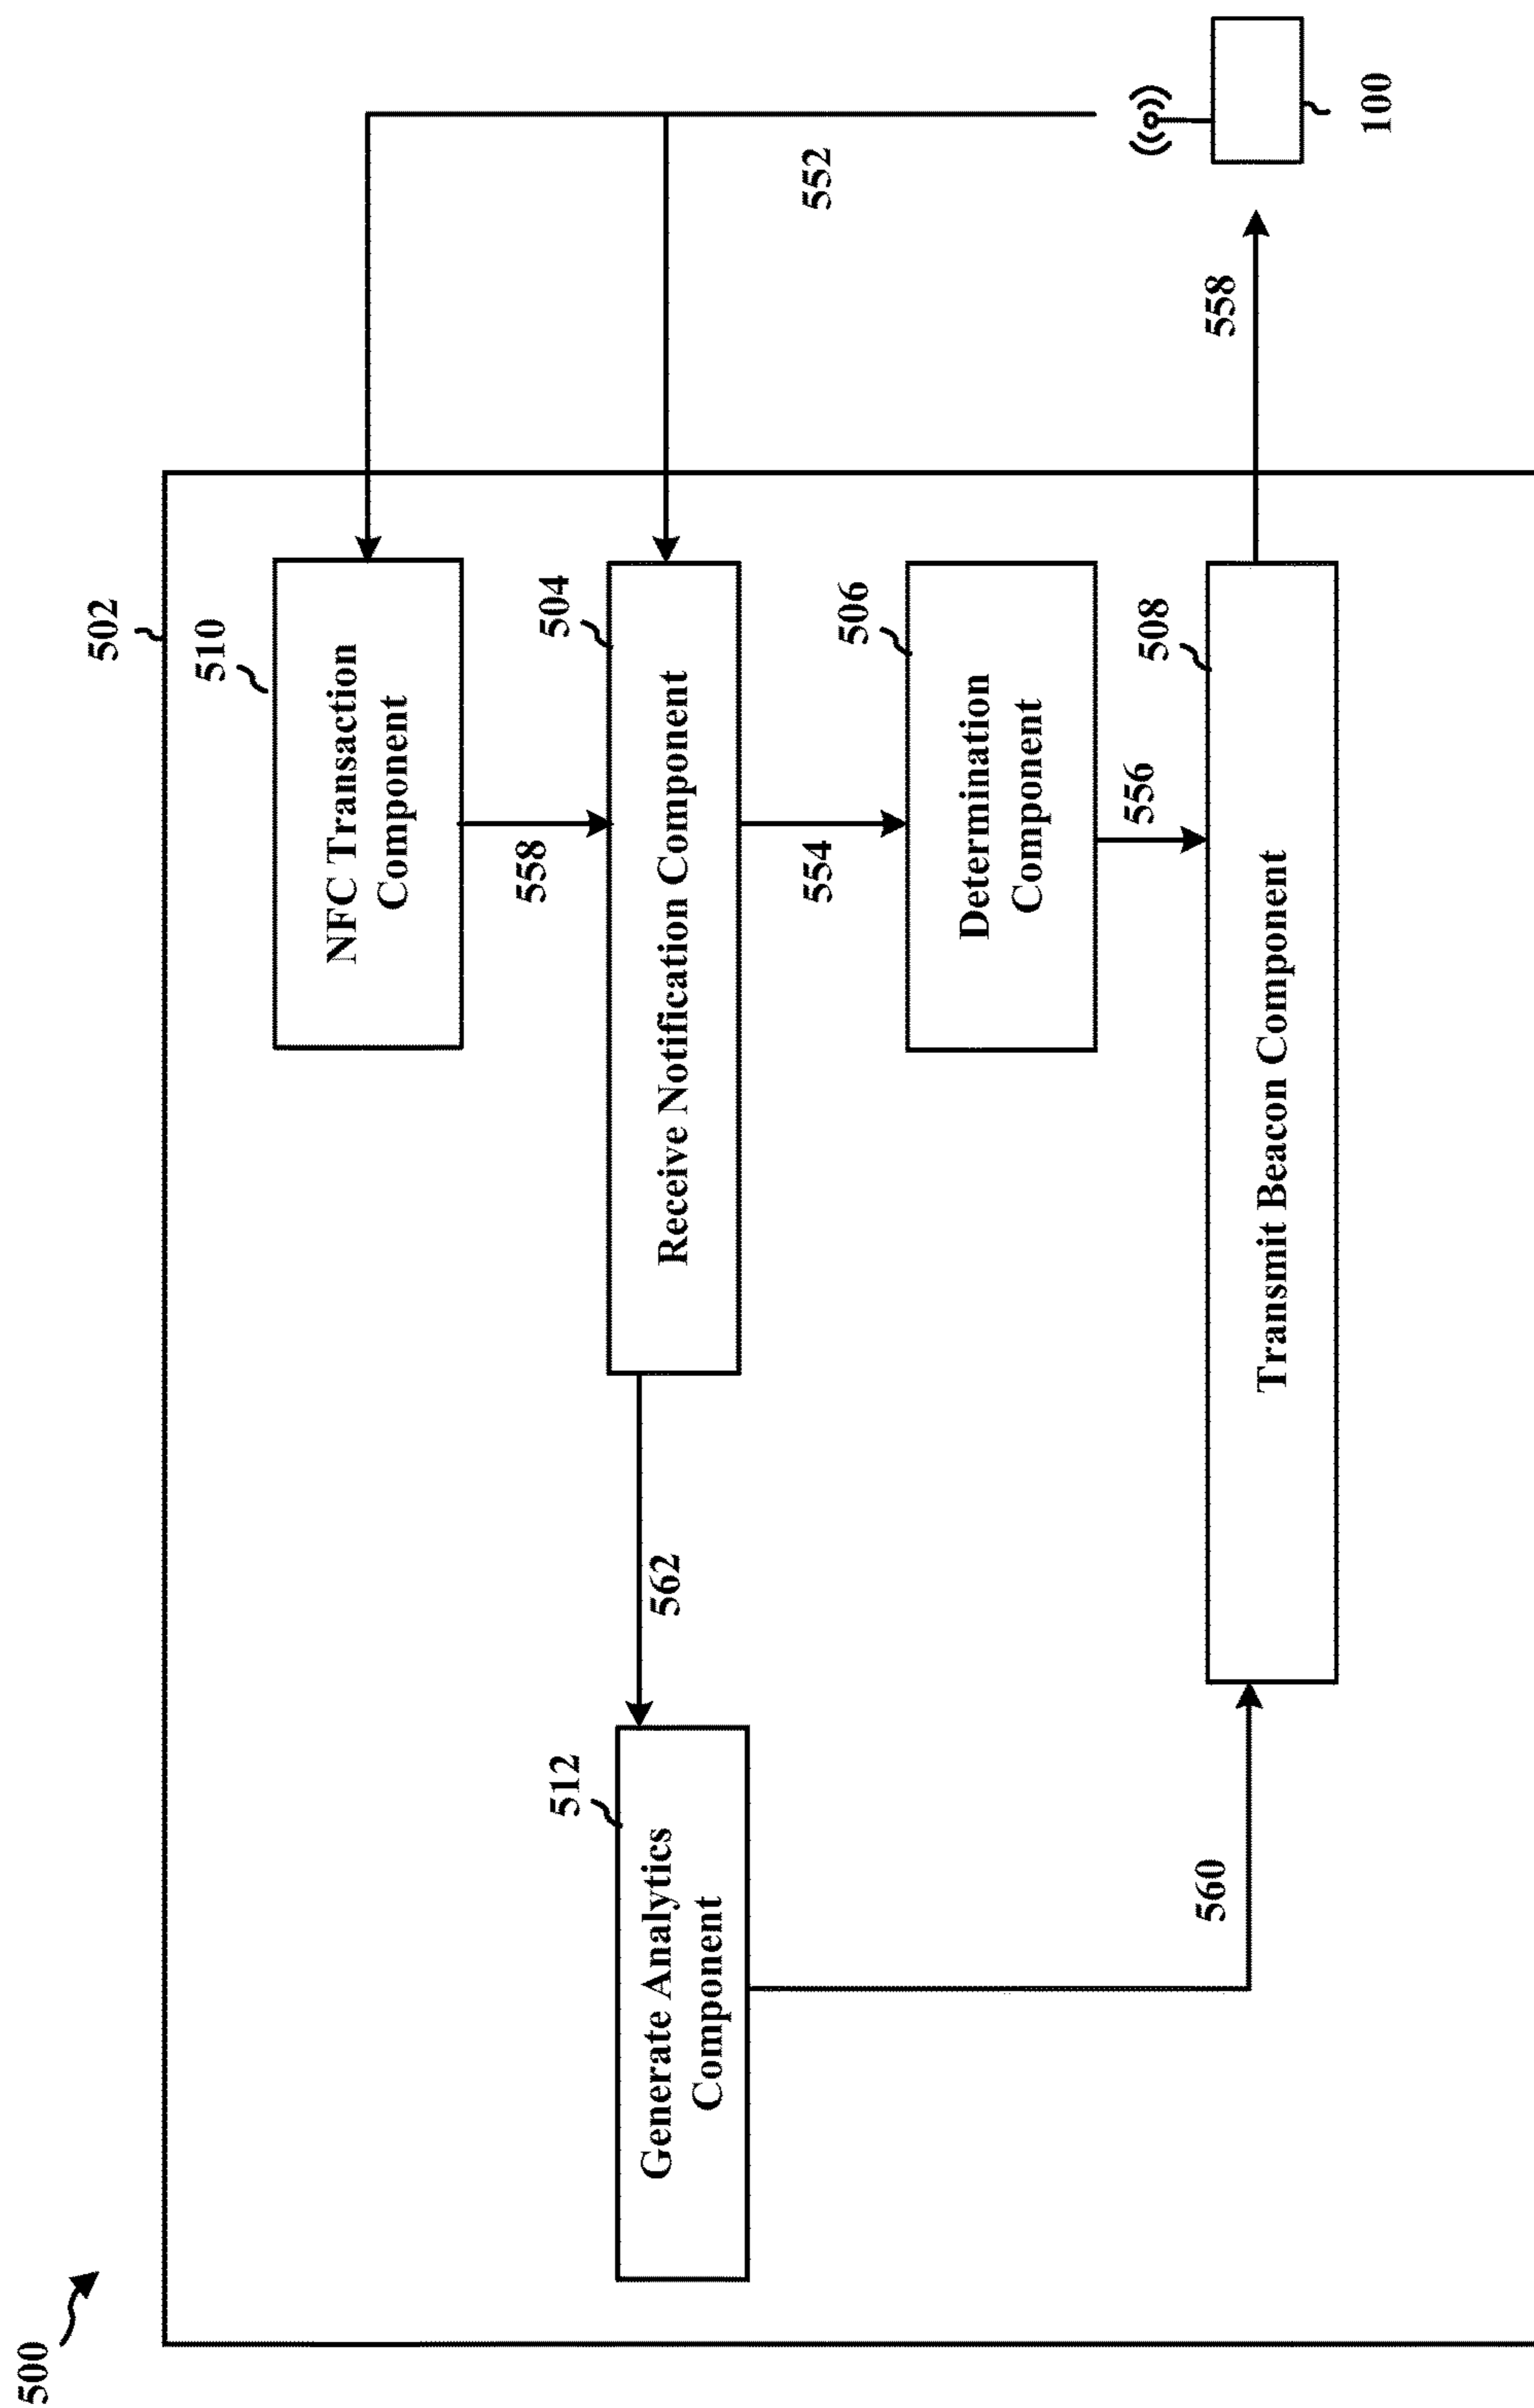 500
502
510
NFC Transaction
Component
558
504
512
Generate Analytics
Component
562
Receive Notification Component
554
552
506
Determination
Component
556
508
560
558
Transmit Beacon Component
100